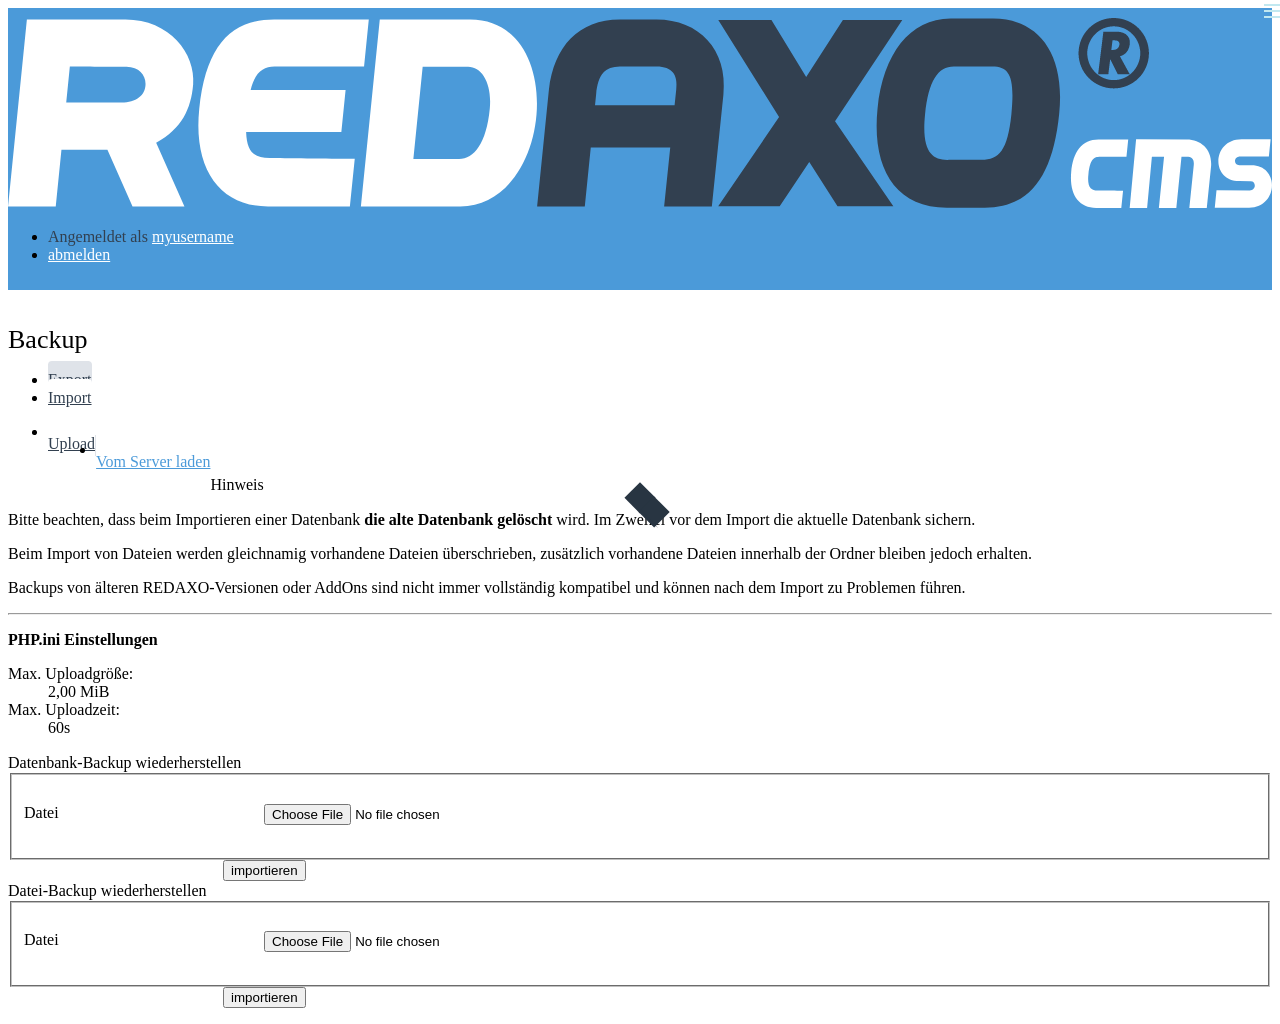 REDAXO®
cms
Angemeldet als myusername
abmelden
Backup
Export
Import
Upload
Vom Server laden
Hinweis
Bitte beachten, dass beim Importieren einer Datenbank die alte Datenbank gelöscht wird. Im Zweifel vor dem Import die aktuelle Datenbank sichern.
Beim Import von Dateien werden gleichnamig vorhandene Dateien überschrieben, zusätzlich vorhandene Dateien innerhalb der Ordner bleiben jedoch erhalten.
Backups von älteren REDAXO-Versionen oder AddOns sind nicht immer vollständig kompatibel und können nach dem Import zu Problemen führen.
PHP.ini Einstellungen
Max. Uploadgröße:
2,00 MiB
Max. Uploadzeit:
60s
Datenbank-Backup wiederherstellen
Datei Choose File No file chosen
importieren
Datei-Backup wiederherstellen
Datei Choose File No file chosen
importieren